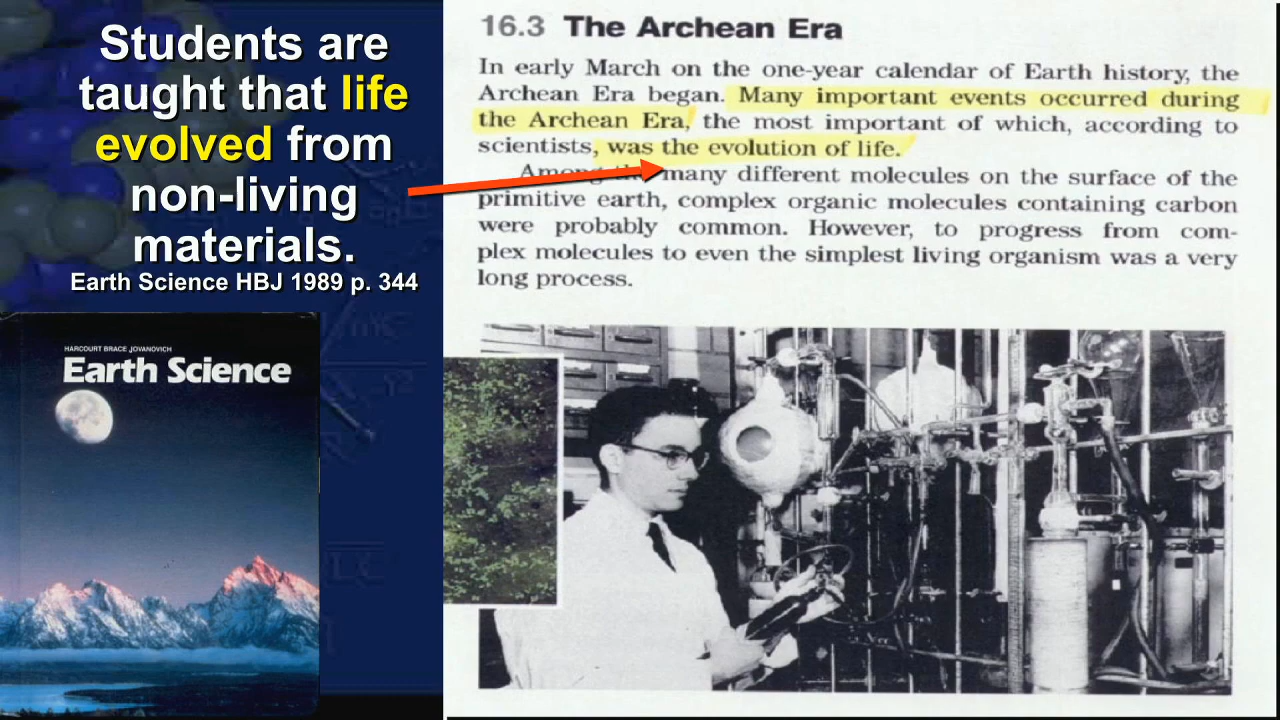 Students are
taught that life
evolved from
non-living
materials.
Earth Science HBJ 1989 p. 344
HARCOURT BRACE JOVANOVICH
Earth Science
16.3 The Archean Era
In early March on the one-year calendar of Earth history, the
Archean Era began. Many important events occurred during
the Archean Era, the most important of which, according to
scientists, was the evolution of life.
Among the many different molecules on the surface of the
primitive earth, complex organic molecules containing carbon
were probably common. However, to progress from com-
plex molecules to even the simplest living organism was a very
long process.